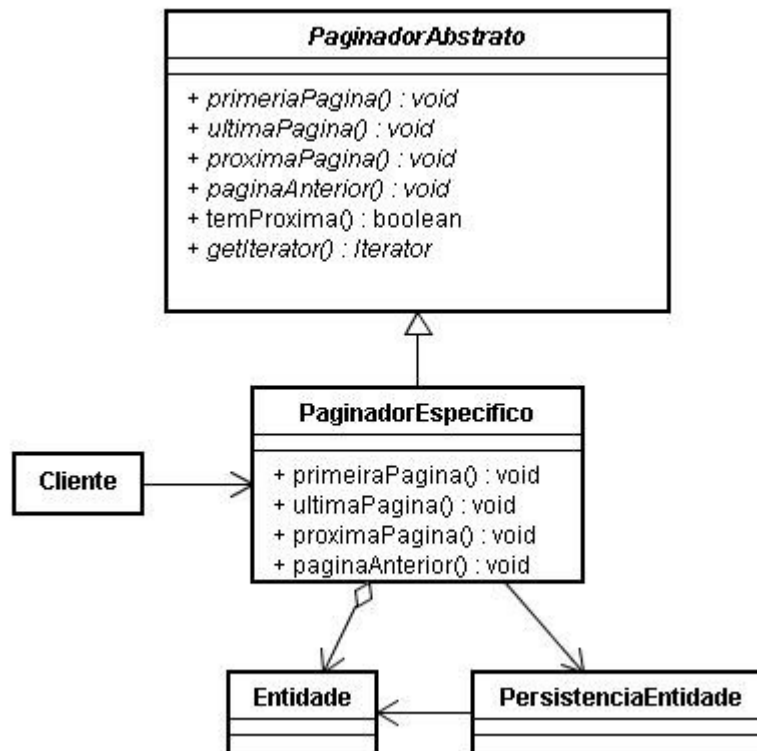 PaginadorAbstrato
+ primeriaPagina() : void
+ ultimaPagina() : void
+ proximaPagina() : void
+ paginaAnterior() : void
+ temProxima() : boolean
+ getIterator() : Iterator
PaginadorEspecifico
+ primeiraPagina() : void
+ ultimaPagina() : void
+ proximaPagina() : void
+ paginaAnterior() : void
Cliente
Entidade
PersistenciaEntidade